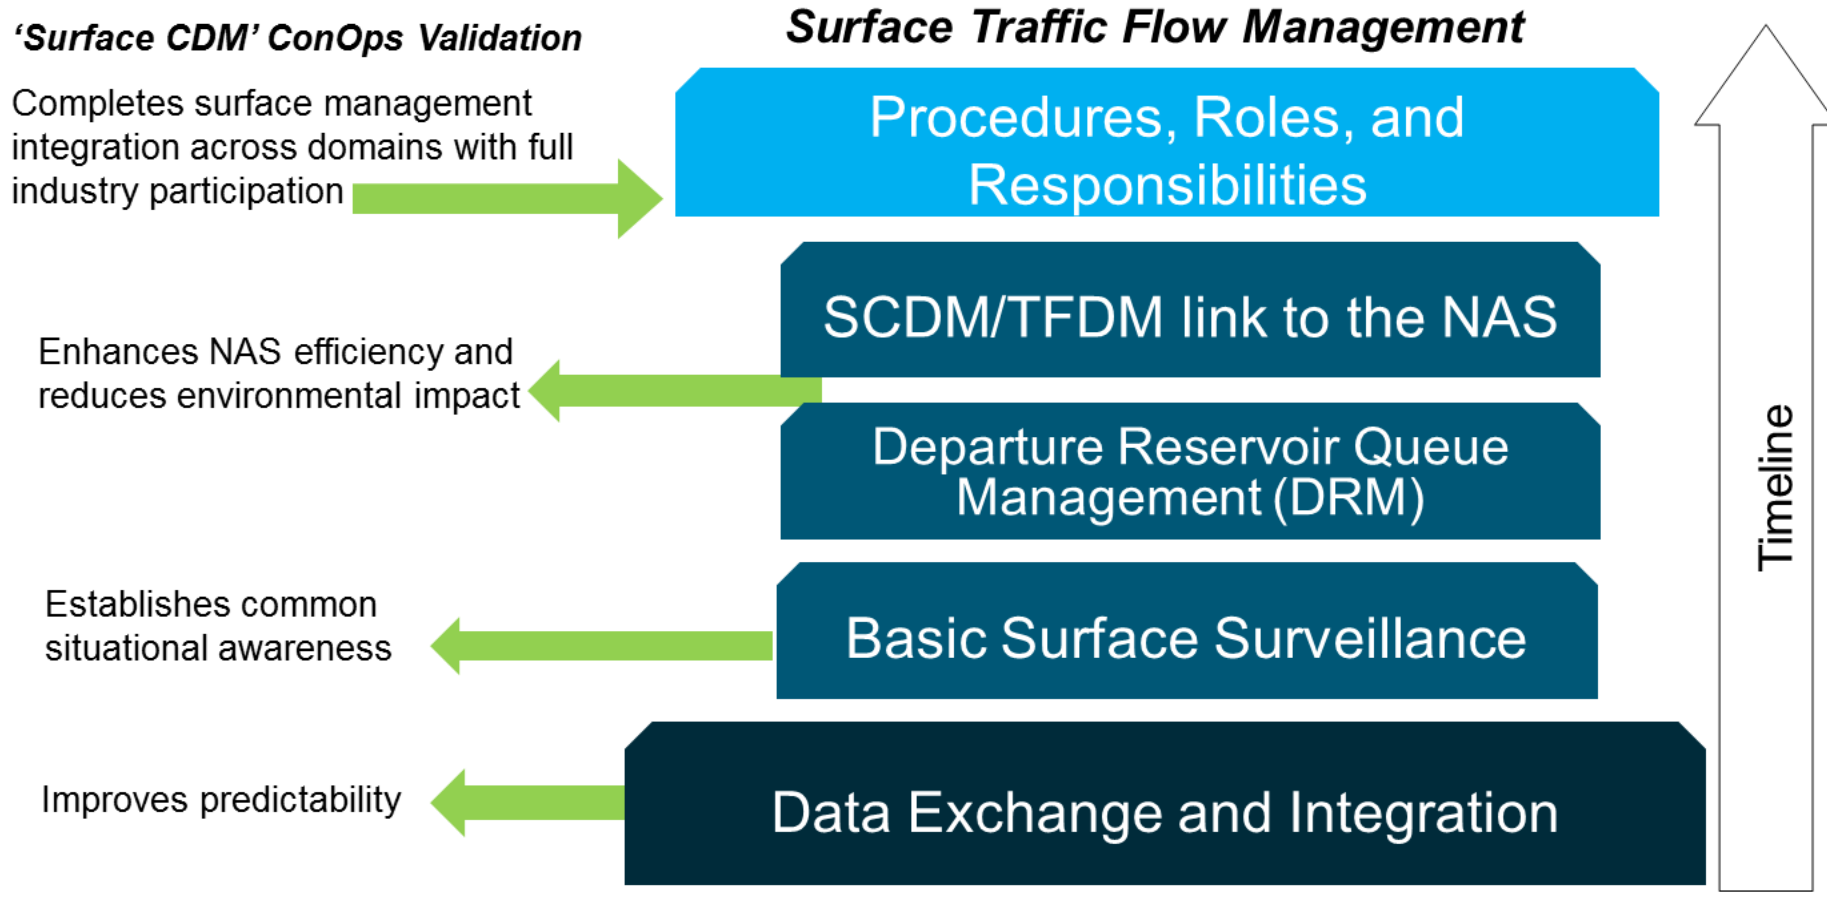 ‘Surface CDM’ ConOps Validation
Surface Traffic Flow Management
Completes surface management
integration across domains with full
industry participation
Procedures, Roles, and
Responsibilities
SCDM/TFDM link to the NAS
Enhances NAS efficiency and
reduces environmental impact
Departure Reservoir Queue
Management (DRM)
Establishes common
situational awareness
Basic Surface Surveillance
Improves predictability
Data Exchange and Integration
Timeline